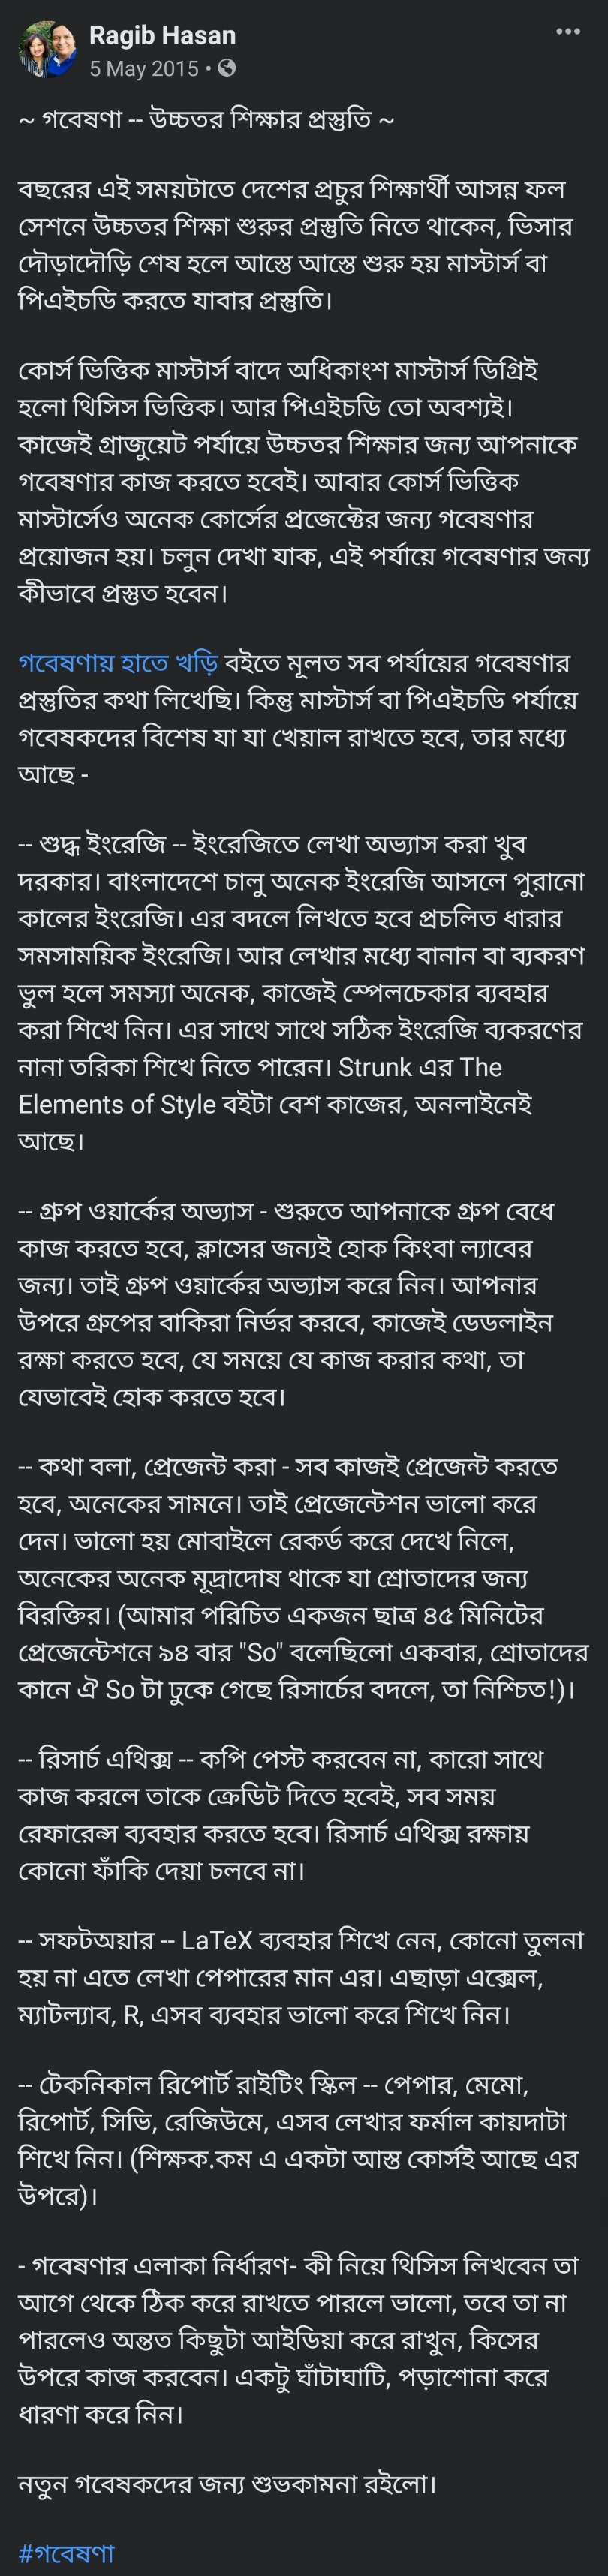 Ragib Hasan
5 May 2015 •
~ গবেষণা -- উচ্চতর শিক্ষার প্রস্তুতি ~
বছরের এই সময়টাতে দেশের প্রচুর শিক্ষার্থী আসন্ন ফল
সেশনে উচ্চতর শিক্ষা শুরুর প্রস্তুতি নিতে থাকেন, ভিসার
দৌড়াদৌড়ি শেষ হলে আস্তে আস্তে শুরু হয় মাস্টার্স বা
পিএইচডি করতে যাবার প্রস্তুতি।
কোর্স ভিত্তিক মাস্টার্স বাদে অধিকাংশ মাস্টার্স ডিগ্রিই
হলো থিসিস ভিত্তিক। আর পিএইচডি তো অবশ্যই।
কাজেই গ্রাজুয়েট পর্যায়ে উচ্চতর শিক্ষার জন্য আপনাকে
গবেষণার কাজ করতে হবেই। আবার কোর্স ভিত্তিক
মাস্টার্সেও অনেক কোর্সের প্রজেক্টের জন্য গবেষণার
প্রয়োজন হয়। চলুন দেখা যাক, এই পর্যায়ে গবেষণার জন্য
কীভাবে প্রস্তুত হবেন।
গবেষণায় হাতে খড়ি বইতে মূলত সব পর্যায়ের গবেষণার
প্রস্তুতির কথা লিখেছি। কিন্তু মাস্টার্স বা পিএইচডি পর্যায়ে
গবেষকদের বিশেষ যা যা খেয়াল রাখতে হবে, তার মধ্যে
আছে -
-- শুদ্ধ ইংরেজি -- ইংরেজিতে লেখা অভ্যাস করা খুব
দরকার। বাংলাদেশে চালু অনেক ইংরেজি আসলে পুরানো
কালের ইংরেজি। এর বদলে লিখতে হবে প্রচলিত ধারার
সমসাময়িক ইংরেজি। আর লেখার মধ্যে বানান বা ব্যকরণ
ভুল হলে সমস্যা অনেক, কাজেই স্পেলচেকার ব্যবহার
করা শিখে নিন। এর সাথে সাথে সঠিক ইংরেজি ব্যকরণের
নানা তরিকা শিখে নিতে পারেন। Strunk এর The
Elements of Style বইটা বেশ কাজের, অনলাইনেই
আছে।
-- গ্রুপ ওয়ার্কের অভ্যাস - শুরুতে আপনাকে গ্রুপ বেধে
কাজ করতে হবে, ক্লাসের জন্যই হোক কিংবা ল্যাবের
জন্য। তাই গ্রুপ ওয়ার্কের অভ্যাস করে নিন। আপনার
উপরে গ্রুপের বাকিরা নির্ভর করবে, কাজেই ডেডলাইন
রক্ষা করতে হবে, যে সময়ে যে কাজ করার কথা, তা
যেভাবেই হোক করতে হবে।
-- কথা বলা, প্রেজেন্ট করা - সব কাজই প্রেজেন্ট করতে
হবে, অনেকের সামনে। তাই প্রেজেন্টেশন ভালো করে
দেন। ভালো হয় মোবাইলে রেকর্ড করে দেখে নিলে,
অনেকের অনেক মূদ্রাদোষ থাকে যা শ্রোতাদের জন্য
বিরক্তির। (আমার পরিচিত একজন ছাত্র ৪৫ মিনিটের
প্রেজেন্টেশনে ৯৪ বার "So" বলেছিলো একবার, শ্রোতাদের
কানে ঐ So টা ঢুকে গেছে রিসার্চের বদলে, তা নিশ্চিত!)।
-- রিসার্চ এথিক্স -- কপি পেস্ট করবেন না, কারো সাথে
কাজ করলে তাকে ক্রেডিট দিতে হবেই, সব সময়
রেফারেন্স ব্যবহার করতে হবে। রিসার্চ এথিক্স রক্ষায়
কোনো ফাঁকি দেয়া চলবে না।
-- সফটঅয়ার -- LaTeX ব্যবহার শিখে নেন, কোনো তুলনা
হয় না এতে লেখা পেপারের মান এর। এছাড়া এক্সেল,
ম্যাটল্যাব, R, এসব ব্যবহার ভালো করে শিখে নিন।
-- টেকনিকাল রিপোর্ট রাইটিং স্কিল -- পেপার, মেমো,
রিপোর্ট, সিভি, রেজিউমে, এসব লেখার ফর্মাল কায়দাটা
শিখে নিন। (শিক্ষক.কম এ একটা আস্ত কোর্সই আছে এর
উপরে)।
- গবেষণার এলাকা নির্ধারণ- কী নিয়ে থিসিস লিখবেন তা
আগে থেকে ঠিক করে রাখতে পারলে ভালো, তবে তা না
পারলেও অন্তত কিছুটা আইডিয়া করে রাখুন, কিসের
উপরে কাজ করবেন। একটু ঘাঁটাঘাটি, পড়াশোনা করে
ধারণা করে নিন।
নতুন গবেষকদের জন্য শুভকামনা রইলো।
#গবেষণা